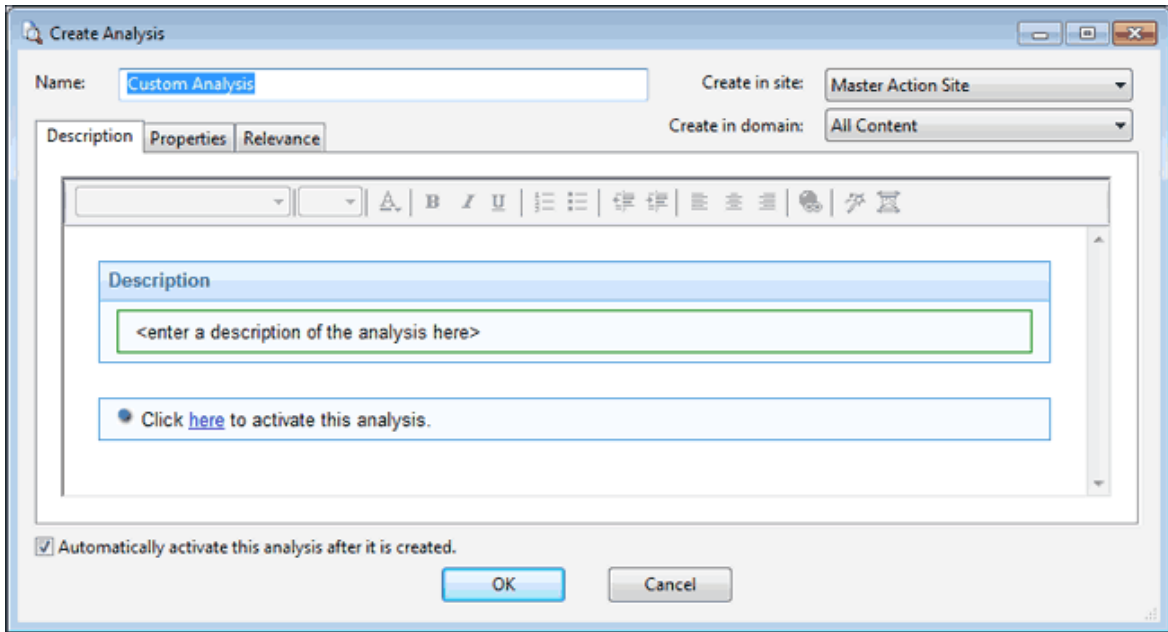 Create Analysis
Name: Custom Analysis Create in site: Master Action Site
Create in domain: All Content
Description Properties Relevance
A B I U
Description
<enter a description of the analysis here>
Click here to activate this analysis.
Automatically activate this analysis after it is created.
OK Cancel